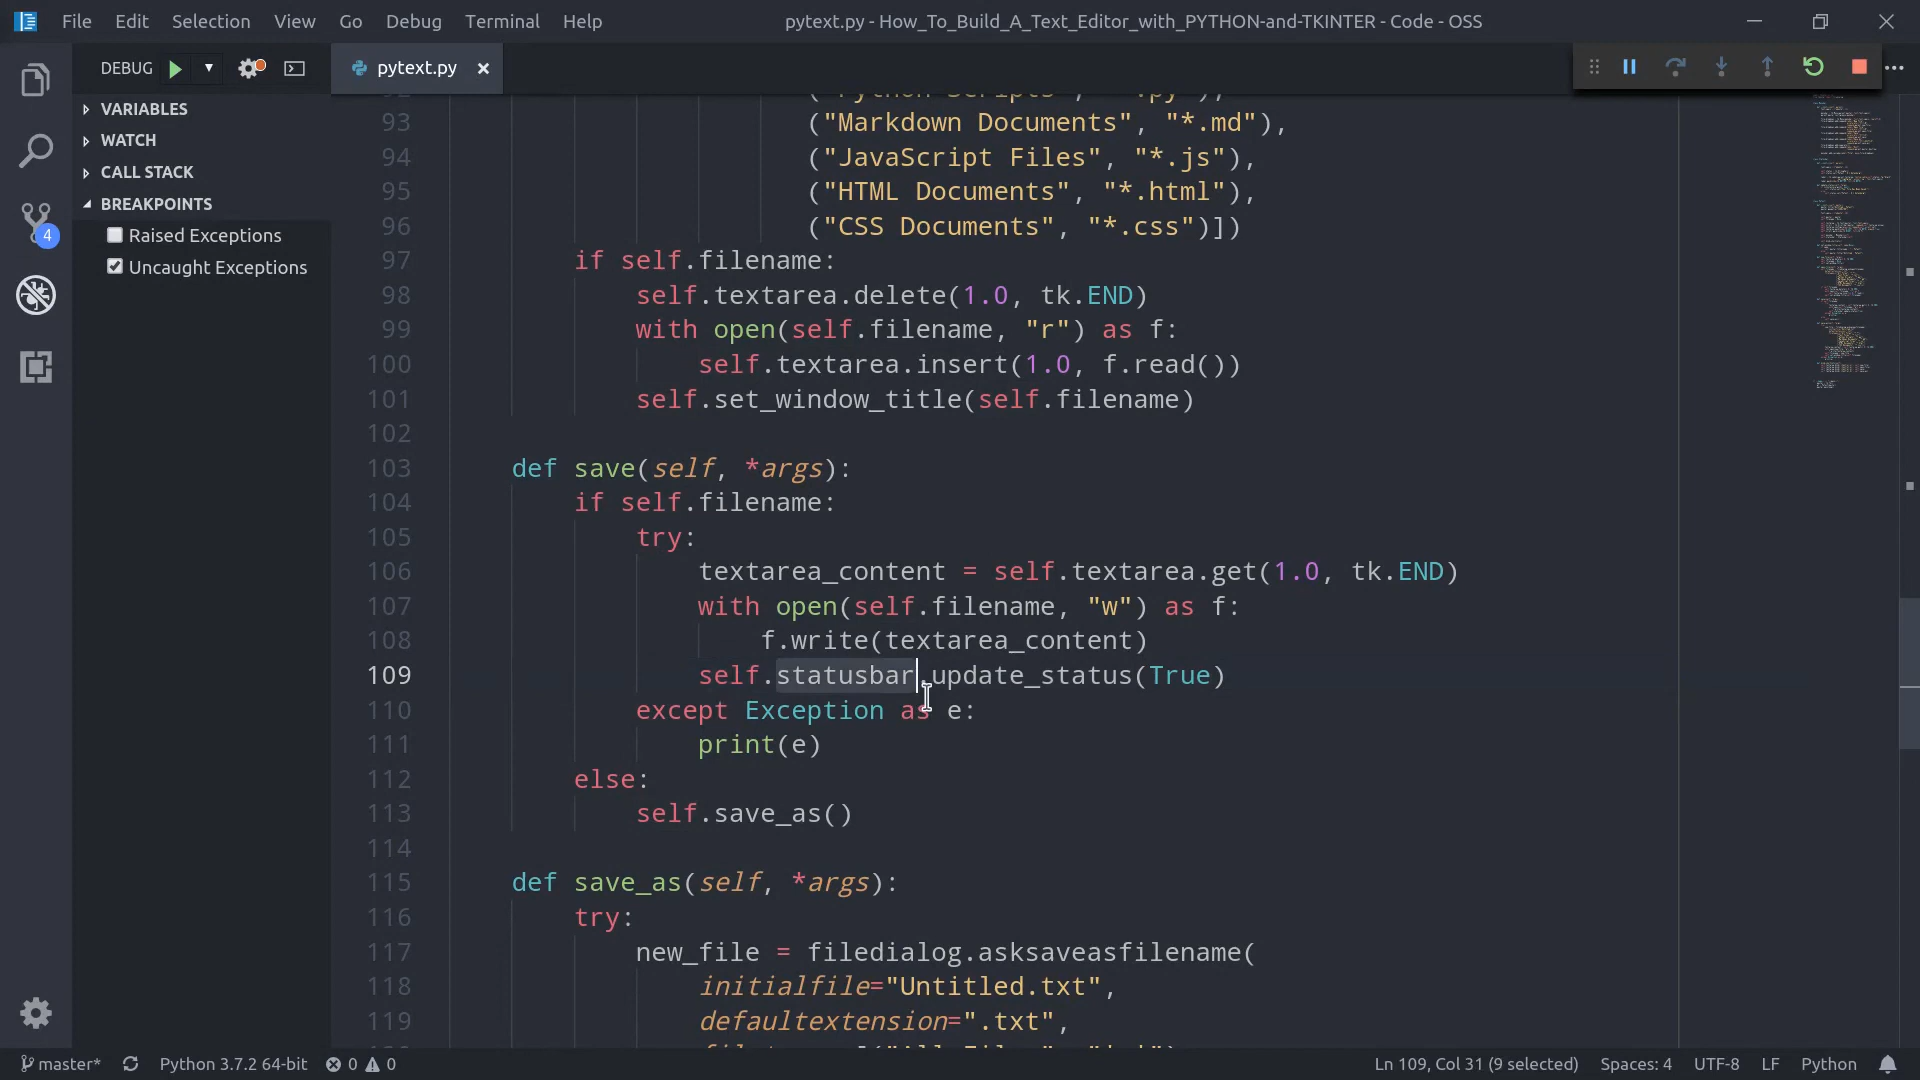 File Edit Selection View Go Debug Terminal Help
pytext.py - How_To_Build_A_Text_Editor_with_PYTHON-and-TKINTER - Code - OSS
DEBUG
pytext.py
VARIABLES
WATCH
CALL STACK
BREAKPOINTS
Raised Exceptions
Uncaught Exceptions
4
93 ("Markdown Documents", "*.md"),
94 ("JavaScript Files", "*.js"),
95 ("HTML Documents", "*.html"),
96 ("CSS Documents", "*.css")])
97 if self.filename:
98 self.textarea.delete(1.0, tk.END)
99 with open(self.filename, "r") as f:
100 self.textarea.insert(1.0, f.read())
101 self.set_window_title(self.filename)
102
103 def save(self, *args):
104 if self.filename:
105 try:
106 textarea_content = self.textarea.get(1.0, tk.END)
107 with open(self.filename, "w") as f:
108 f.write(textarea_content)
109 self.statusbar.update_status(True)
110 except Exception as e:
111 print(e)
112 else:
113 self.save_as()
114
115 def save_as(self, *args):
116 try:
117 new_file = filedialog.asksaveasfilename(
118 initialfile="Untitled.txt",
119 defaultextension=".txt",
master* Python 3.7.2 64-bit 0 0 Ln 109, Col 31 (9 selected) Spaces: 4 UTF-8 LF Python